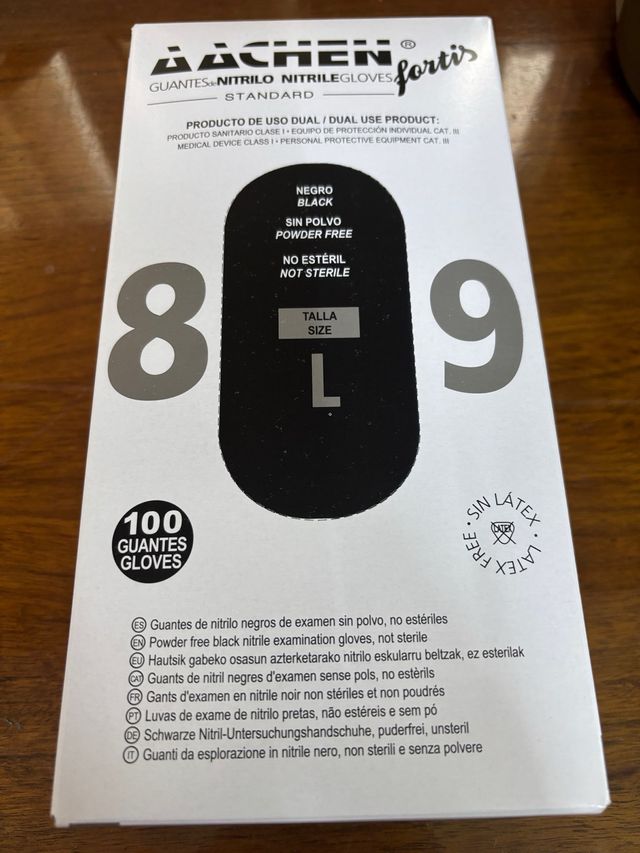 AACHEN® fortis
GUANTES de NITRILO NITRILE GLOVES
STANDARD
PRODUCTO DE USO DUAL / DUAL USE PRODUCT:
PRODUCTO SANITARIO CLASE I • EQUIPO DE PROTECCIÓN INDIVIDUAL CAT. III
MEDICAL DEVICE CLASS I • PERSONAL PROTECTIVE EQUIPMENT CAT. III
NEGRO
BLACK
SIN POLVO
POWDER FREE
NO ESTÉRIL
NOT STERILE
8
9
TALLA
SIZE
L
100
GUANTES
GLOVES
SIN LÁTEX • LATEX FREE •
LATEX
ES Guantes de nitrilo negros de examen sin polvo, no estériles
EN Powder free black nitrile examination gloves, not sterile
EU Hautsik gabeko osasun azterketarako nitrilo eskularru beltzak, ez esterilak
CAT Guants de nitril negres d'examen sense pols, no estèrils
FR Gants d'examen en nitrile noir non stériles et non poudrés
PT Luvas de exame de nitrilo pretas, não estéreis e sem pó
DE Schwarze Nitril-Untersuchungshandschuhe, puderfrei, unsteril
IT Guanti da esplorazione in nitrile nero, non sterili e senza polvere